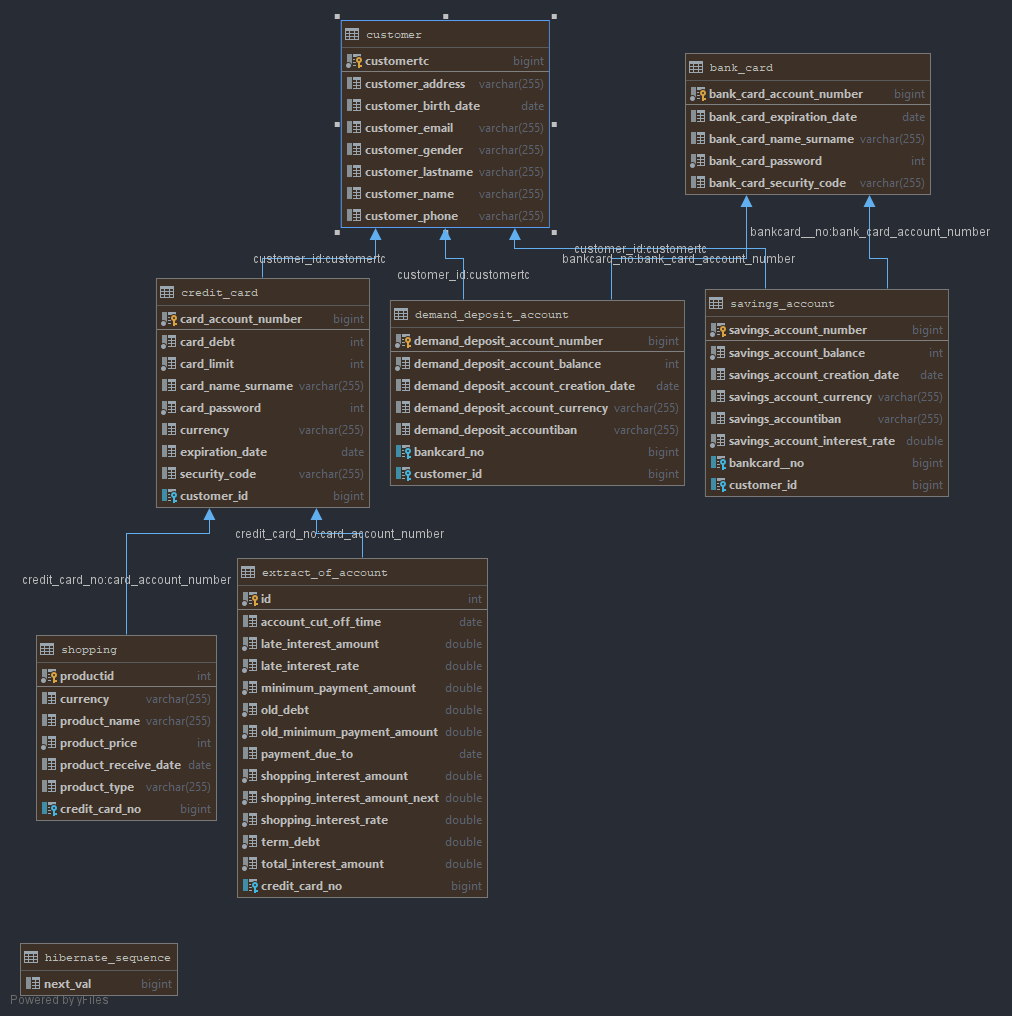 customer
customertc bigint
customer_address varchar(255)
customer_birth_date date
customer_email varchar(255)
customer_gender varchar(255)
customer_lastname varchar(255)
customer_name varchar(255)
customer_phone varchar(255)
bank_card
bank_card_account_number bigint
bank_card_expiration_date date
bank_card_name_surname varchar(255)
bank_card_password int
bank_card_security_code varchar(255)
bankcard__no:bank_card_account_number
customer_id:customertc
customer_id:customertc
bankcard_no:bank_card_account_number
customer_id:customertc
credit_card
card_account_number bigint
card_debt int
card_limit int
card_name_surname varchar(255)
card_password int
currency varchar(255)
expiration_date date
security_code varchar(255)
customer_id bigint
demand_deposit_account
demand_deposit_account_number bigint
demand_deposit_account_balance int
demand_deposit_account_creation_date date
demand_deposit_account_currency varchar(255)
demand_deposit_accountiban varchar(255)
bankcard_no bigint
customer_id bigint
savings_account
savings_account_number bigint
savings_account_balance int
savings_account_creation_date date
savings_account_currency varchar(255)
savings_accountiban varchar(255)
savings_account_interest_rate double
bankcard__no bigint
customer_id bigint
credit_card_no:card_account_number
credit_card_no:card_account_number
extract_of_account
id int
account_cut_off_time date
late_interest_amount double
late_interest_rate double
minimum_payment_amount double
old_debt double
old_minimum_payment_amount double
payment_due_to date
shopping_interest_amount double
shopping_interest_amount_next double
shopping_interest_rate double
term_debt double
total_interest_amount double
credit_card_no bigint
shopping
productid int
currency varchar(255)
product_name varchar(255)
product_price int
product_receive_date date
product_type varchar(255)
credit_card_no bigint
hibernate_sequence
next_val bigint
Powered by yFiles